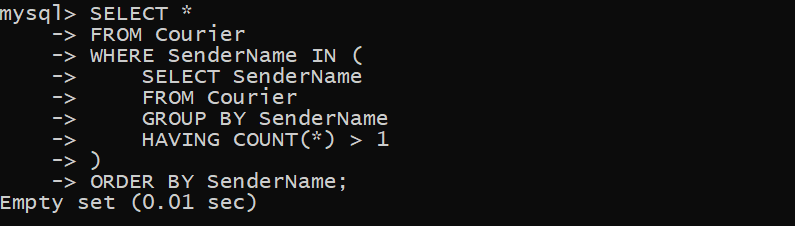 mysql> SELECT *
    -> FROM Courier
    -> WHERE SenderName IN (
    ->     SELECT SenderName
    ->     FROM Courier
    ->     GROUP BY SenderName
    ->     HAVING COUNT(*) > 1
    -> )
    -> ORDER BY SenderName;
Empty set (0.01 sec)